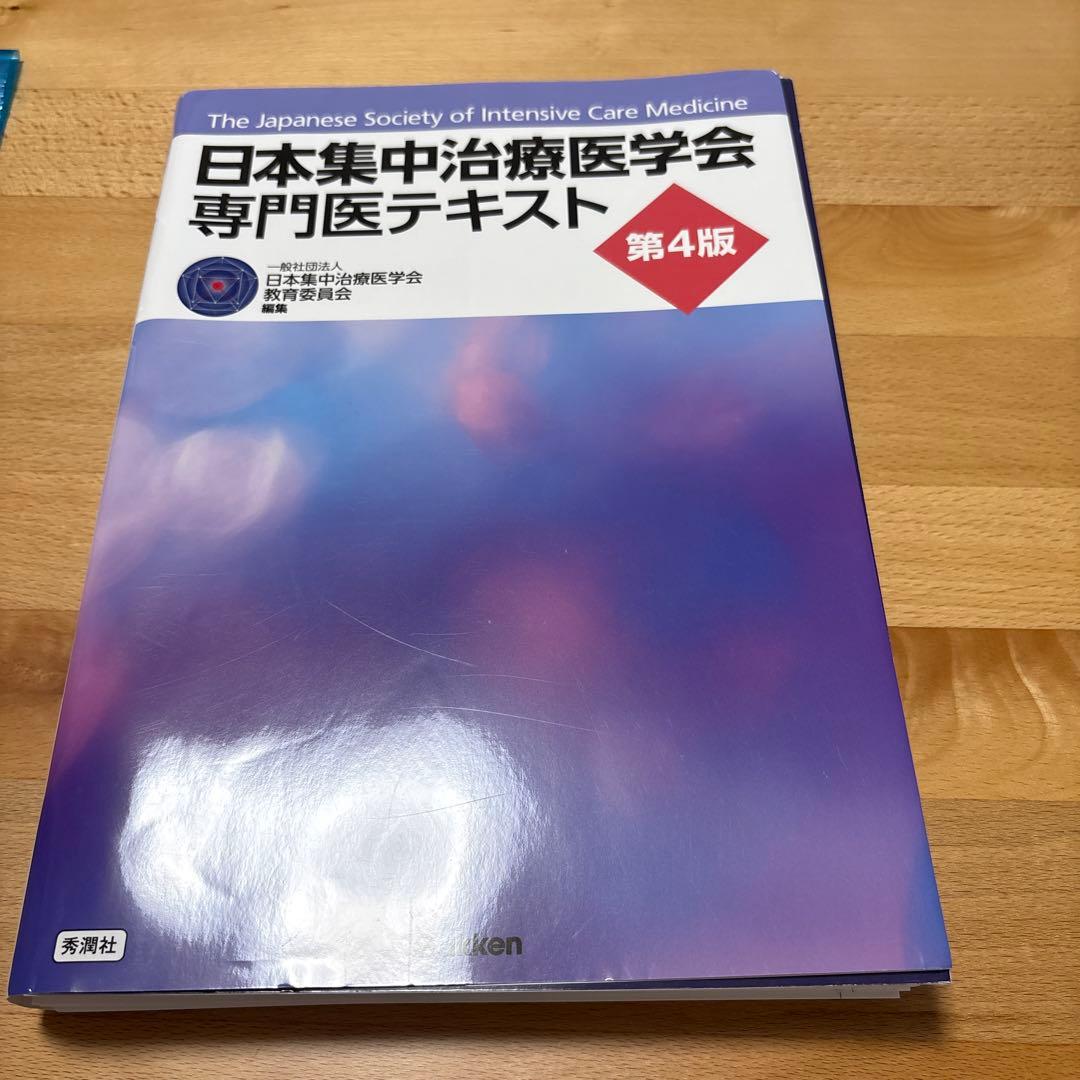 The Japanese Society of Intensive Care Medicine
日本集中治療医学会
専門医テキスト
第4版
一般社団法人
日本集中治療医学会
教育委員会
編集
秀潤社